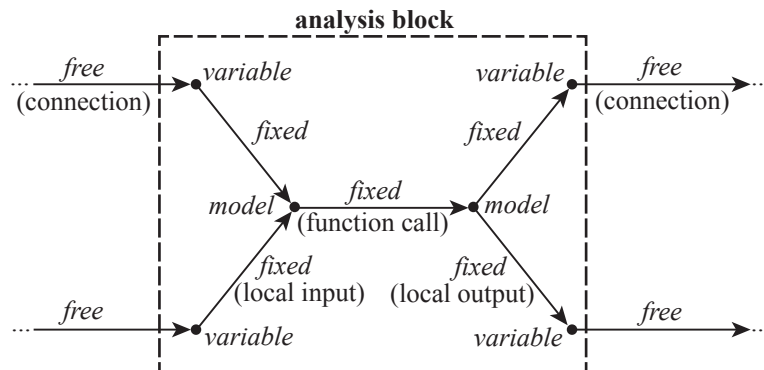 analysis block
free
variable
variable
free
(connection)
(connection)
fixed
fixed
model
fixed
model
(function call)
fixed
fixed
(local input)
(local output)
free
free
variable
variable